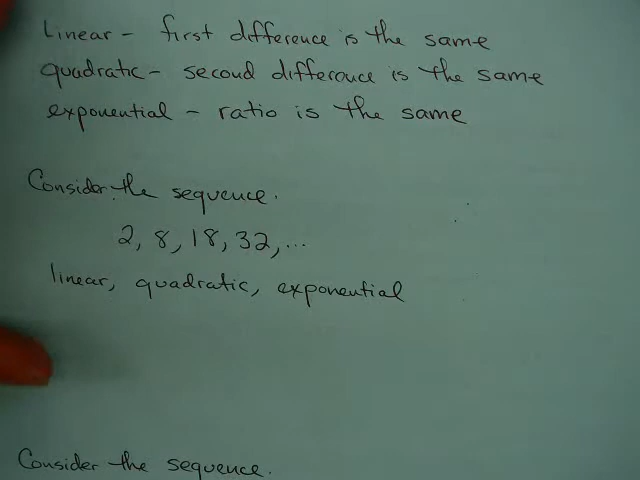 Linear - first difference is the same
quadratic - second difference is the same
exponential - ratio is the same
Consider the sequence.
2, 8, 18, 32, ...
linear, quadratic, exponential
Consider the sequence.